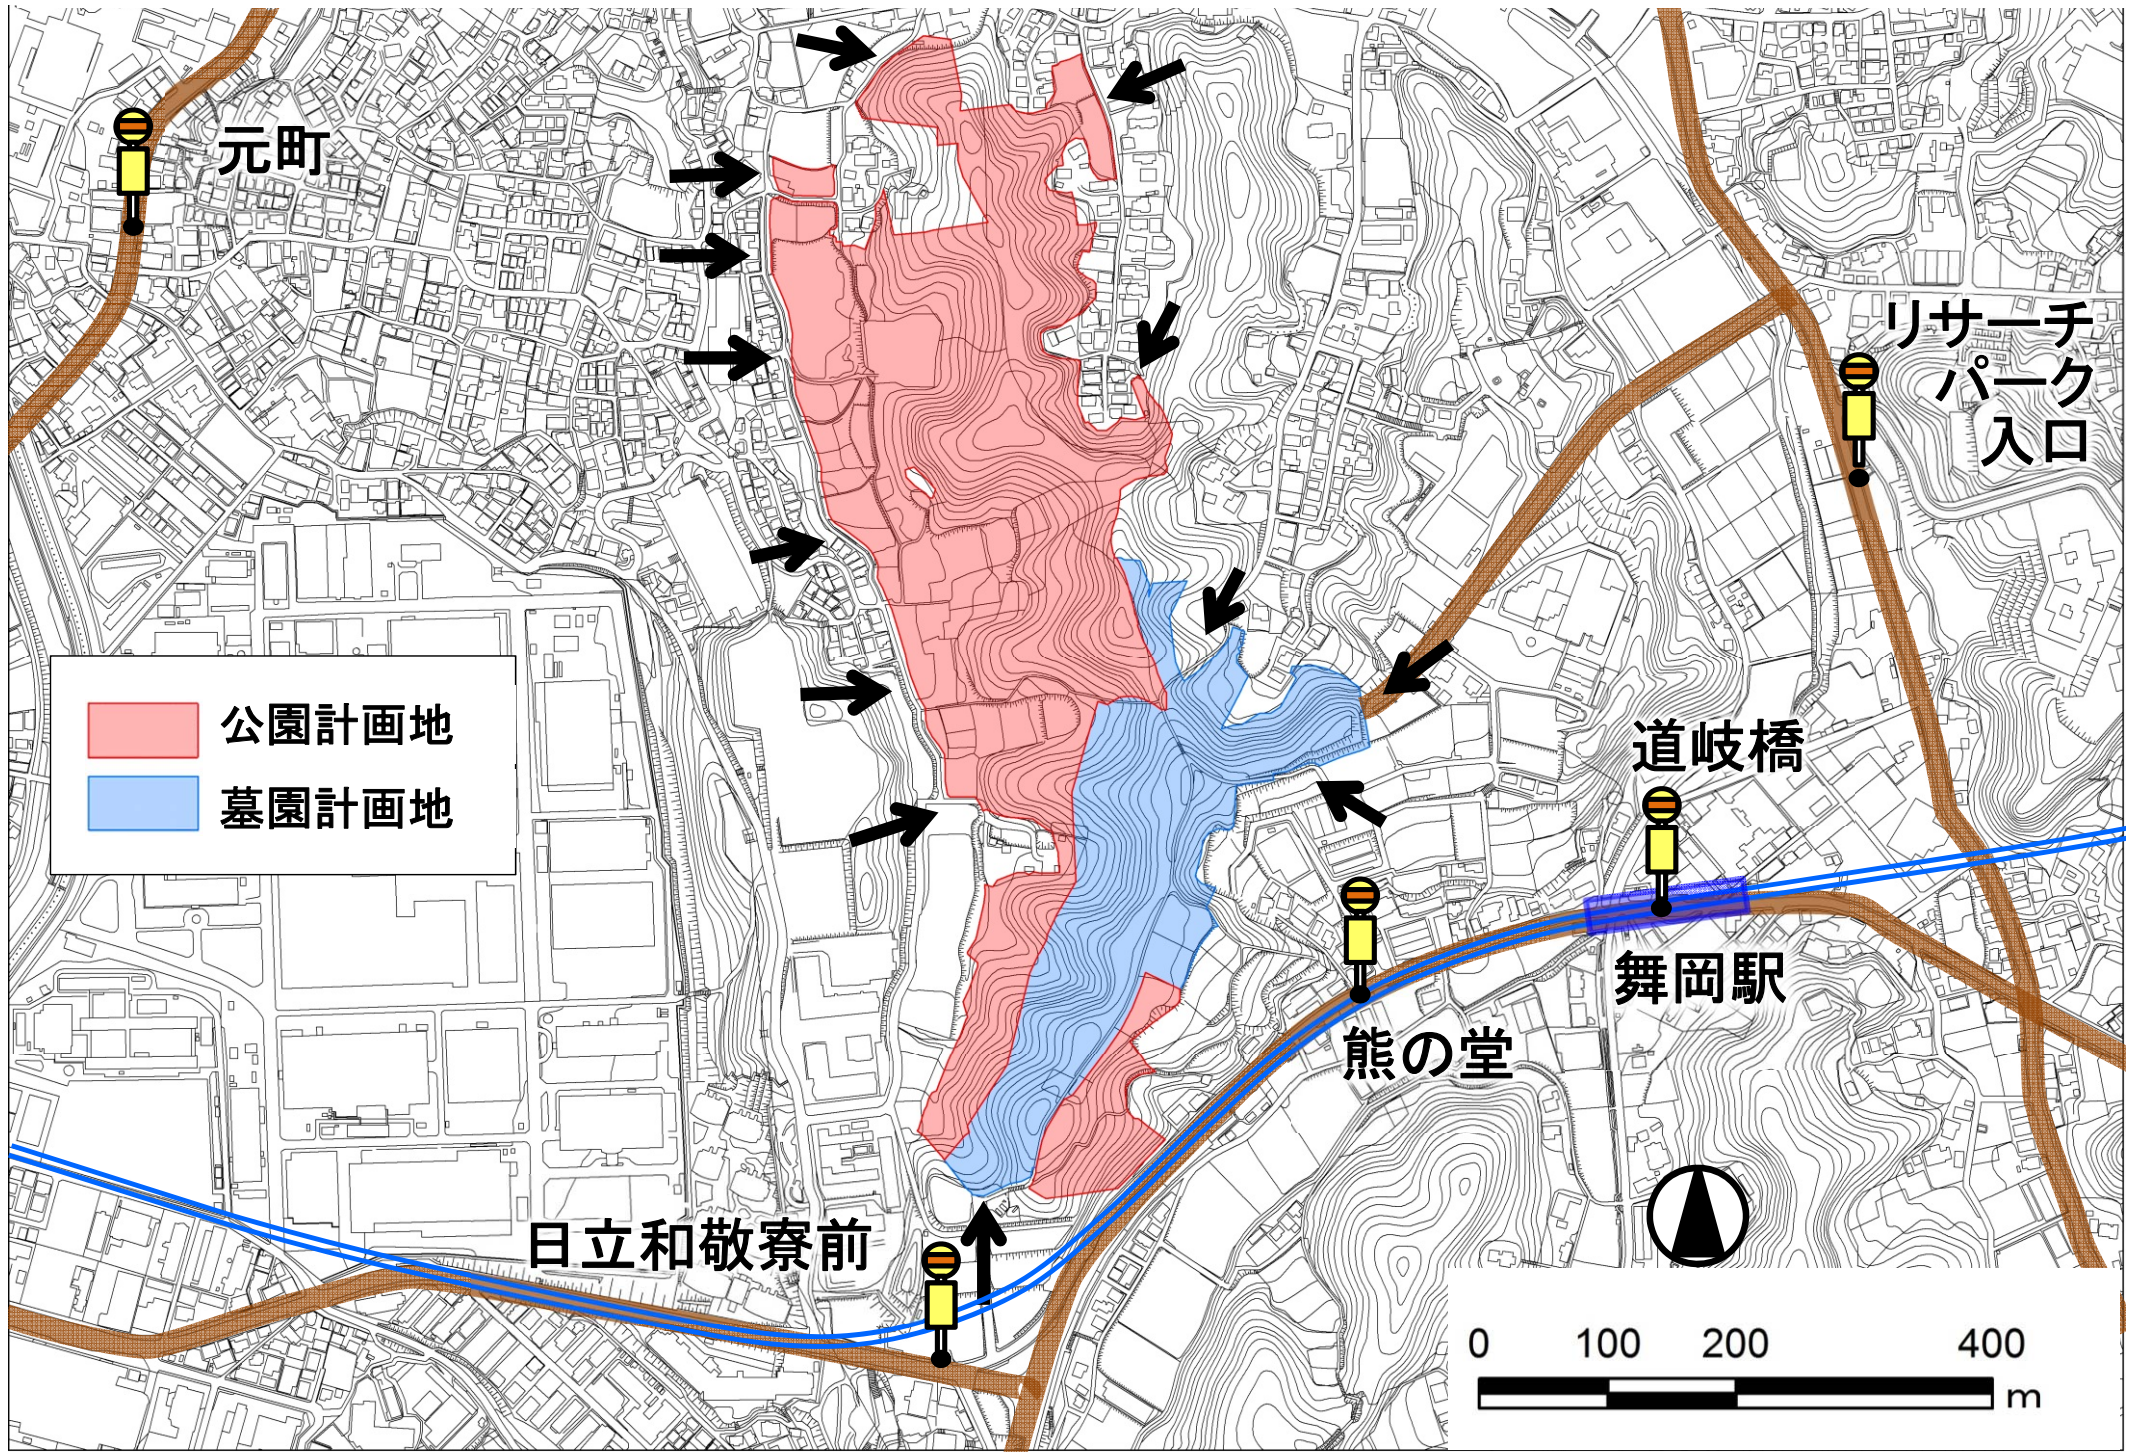 元町
リサーチ
パーク
入口
公園計画地
墓園計画地
道岐橋
舞岡駅
熊の堂
日立和敬寮前
0 100 200 400
m